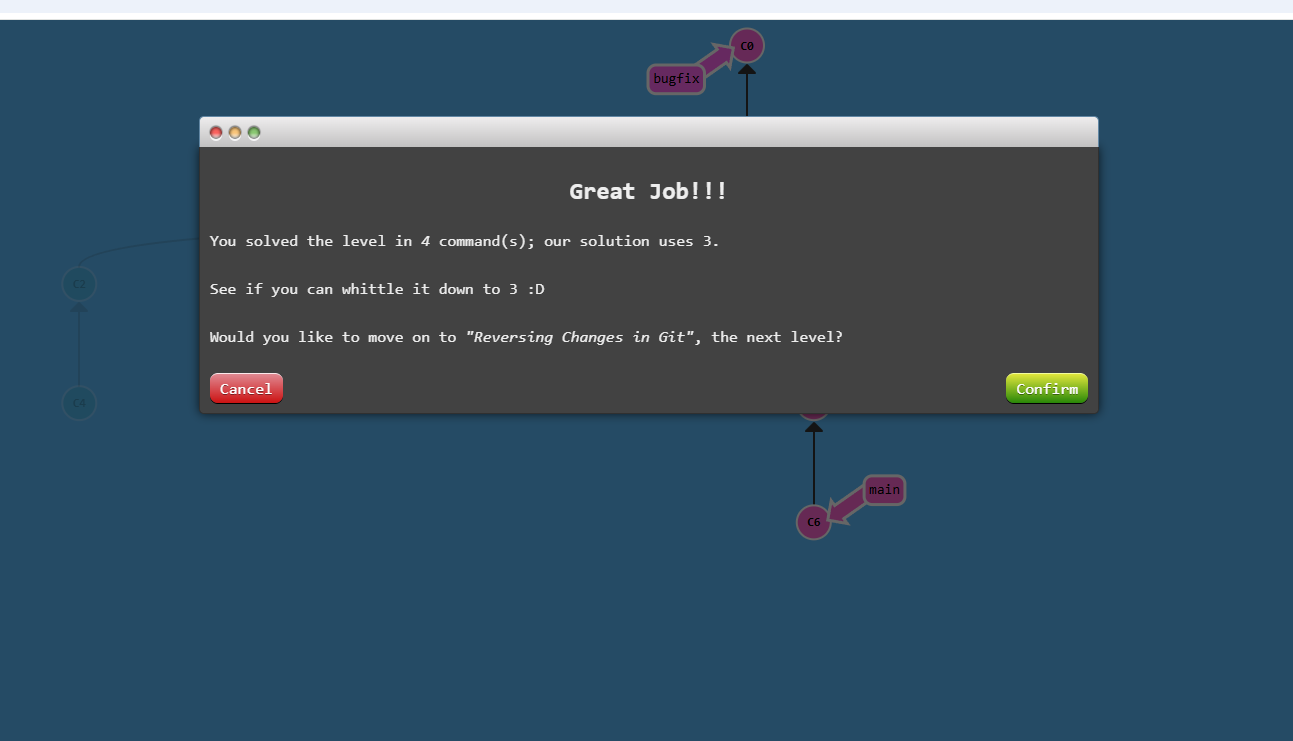 C0
bugfix
Great Job!!!
You solved the level in 4 command(s); our solution uses 3.
C2
See if you can whittle it down to 3 :D
Would you like to move on to "Reversing Changes in Git", the next level?
Cancel
Confirm
C4
main
C6